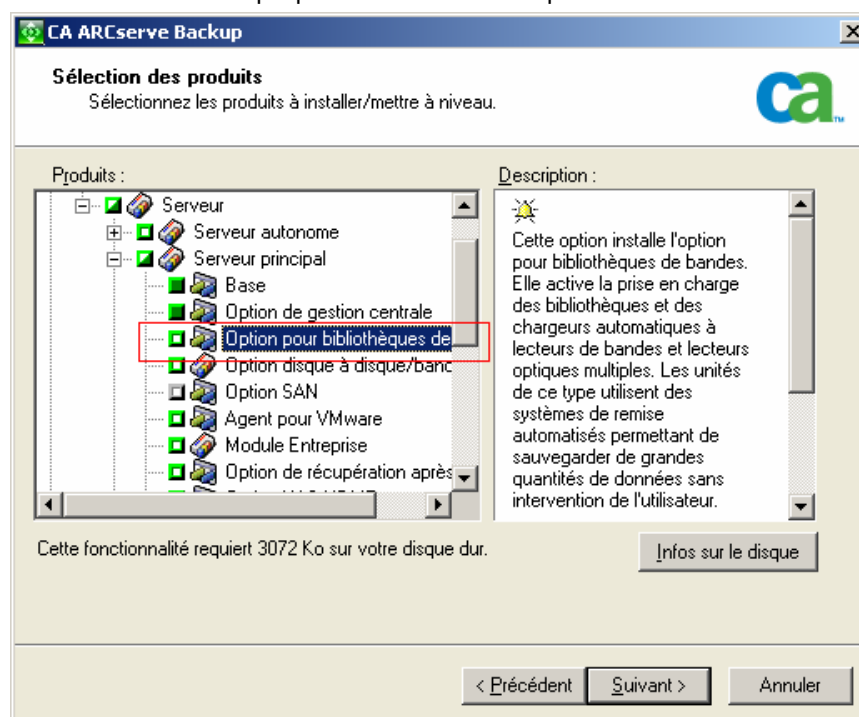 CA ARCserve Backup
Sélection des produits
Sélectionnez les produits à installer/mettre à niveau.
ca
Produits :
Serveur
Serveur autonome
Serveur principal
Base
Option de gestion centrale
Option pour bibliothèques de
Option disque à disque/banc
Option SAN
Agent pour VMware
Module Entreprise
Option de récupération après
Description :
Cette option installe l'option
pour bibliothèques de bandes.
Elle active la prise en charge
des bibliothèques et des
chargeurs automatiques à
lecteurs de bandes et lecteurs
optiques multiples. Les unités
de ce type utilisent des
systèmes de remise
automatisés permettant de
sauvegarder de grandes
quantités de données sans
intervention de l'utilisateur.
Cette fonctionnalité requiert 3072 Ko sur votre disque dur.
Infos sur le disque
< Précédent
Suivant >
Annuler